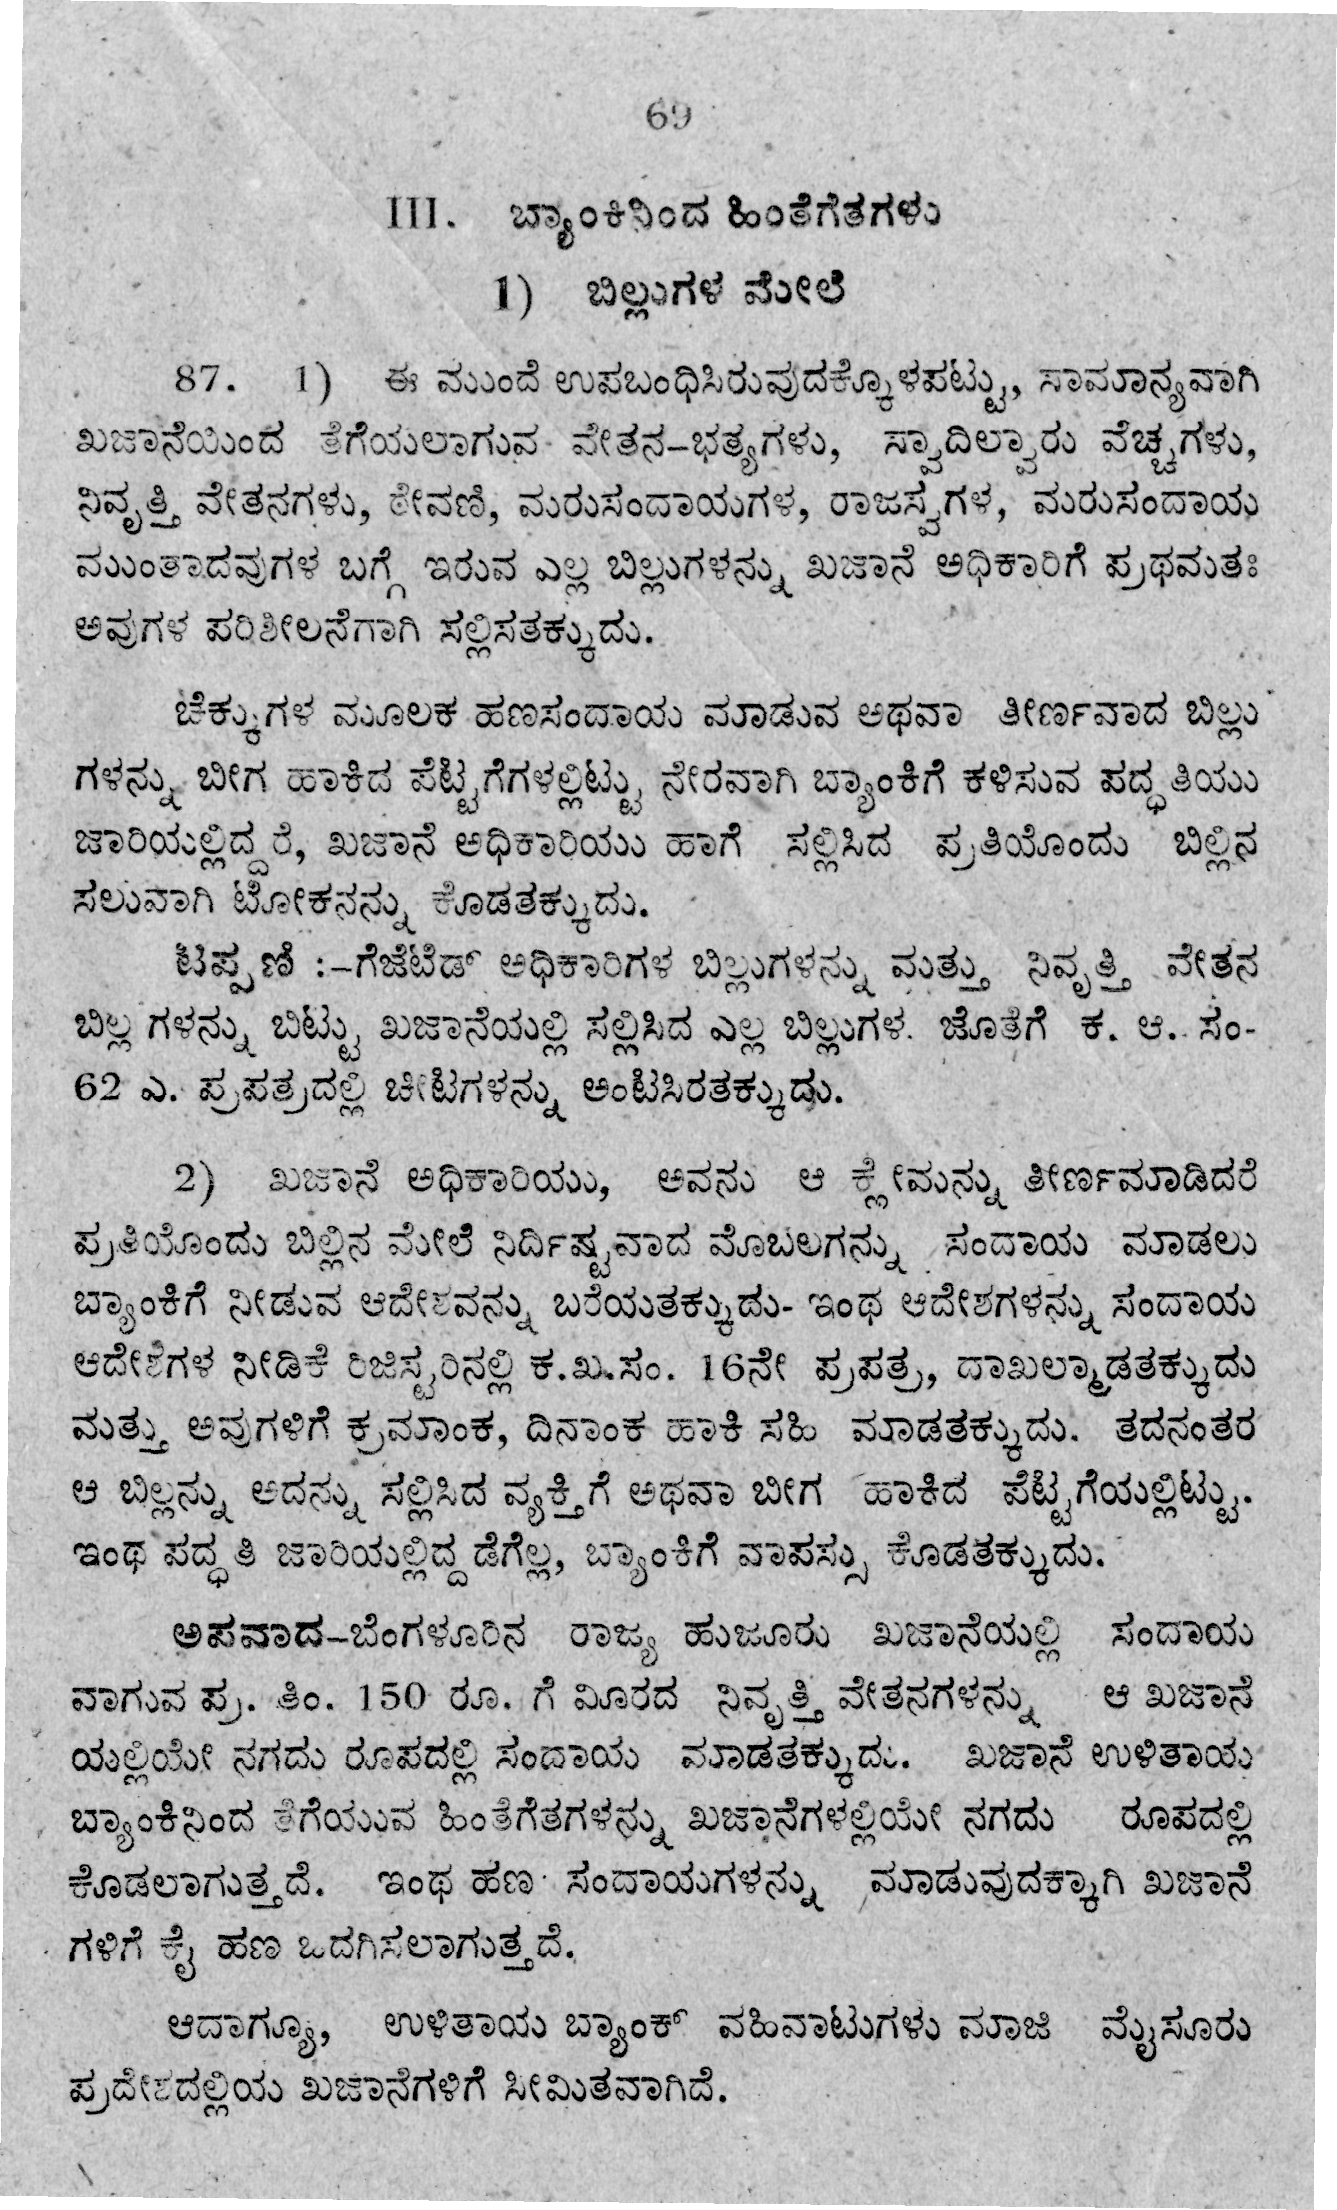 69
III. ಬ್ಯಾಂಕಿನಿಂದ ಹಿಂತೆಗೆತಗಳು
1) ಬಿಲ್ಲುಗಳ ಮೇಲೆ
87. 1) ಈ ಮುಂದೆ ಉಪಬಂಧಿಸಿರುವುದಕ್ಕೊಳಪಟ್ಟು, ಸಾಮಾನ್ಯವಾಗಿ
ಖಜಾನೆಯಿಂದ ತೆಗೆಯಲಾಗುವ ವೇತನ-ಭತ್ಯಗಳು, ಸ್ವಾದಿಲ್ವಾರು ವೆಚ್ಚಗಳು,
ನಿವೃತ್ತಿ ವೇತನಗಳು, ಠೇವಣಿ, ಮರುಸಂದಾಯಗಳ, ರಾಜಸ್ವಗಳ, ಮರುಸಂದಾಯ
ಮುಂತಾದವುಗಳ ಬಗ್ಗೆ ಇರುವ ಎಲ್ಲ ಬಿಲ್ಲುಗಳನ್ನು ಖಜಾನೆ ಅಧಿಕಾರಿಗೆ ಪ್ರಥಮತಃ
ಅವುಗಳ ಪರಿಶೀಲನೆಗಾಗಿ ಸಲ್ಲಿಸತಕ್ಕುದು.
ಚೆಕ್ಕುಗಳ ಮೂಲಕ ಹಣಸಂದಾಯ ಮಾಡುವ ಅಥವಾ ತೀರ್ಣವಾದ ಬಿಲ್ಲು
ಗಳನ್ನು ಬೀಗ ಹಾಕಿದ ಪೆಟ್ಟಗೆಗಳಲ್ಲಿಟ್ಟು ನೇರವಾಗಿ ಬ್ಯಾಂಕಿಗೆ ಕಳಿಸುವ ಪದ್ಧತಿಯು
ಜಾರಿಯಲ್ಲಿದ್ದರೆ, ಖಜಾನೆ ಅಧಿಕಾರಿಯು ಹಾಗೆ ಸಲ್ಲಿಸಿದ ಪ್ರತಿಯೊಂದು ಬಿಲ್ಲಿನ
ಸಲುವಾಗಿ ಟೋಕನನ್ನು ಕೊಡತಕ್ಕುದು.
ಟಪ್ಪಣಿ :-ಗೆಜೆಟೆಡ್ ಅಧಿಕಾರಿಗಳ ಬಿಲ್ಲುಗಳನ್ನು ಮತ್ತು ನಿವೃತ್ತಿ ವೇತನ
ಬಿಲ್ಲ ಗಳನ್ನು ಬಿಟ್ಟು ಖಜಾನೆಯಲ್ಲಿ ಸಲ್ಲಿಸಿದ ಎಲ್ಲ ಬಿಲ್ಲುಗಳ. ಜೊತೆಗೆ ಕ. ಆ. ಸಂ-
62 ಎ. ಪ್ರಪತ್ರದಲ್ಲಿ ಚೀಟಿಗಳನ್ನು ಅಂಟಿಸಿರತಕ್ಕುದು.
2) ಖಜಾನೆ ಅಧಿಕಾರಿಯು, ಅವನು ಆ ಕ್ಲೇಮನ್ನು ತೀರ್ಣಮಾಡಿದರೆ
ಪ್ರತಿಯೊಂದು ಬಿಲ್ಲಿನ ಮೇಲೆ ನಿರ್ದಿಷ್ಟವಾದ ಮೊಬಲಗನ್ನು ಸಂದಾಯ ಮಾಡಲು
ಬ್ಯಾಂಕಿಗೆ ನೀಡುವ ಆದೇಶವನ್ನು ಬರೆಯತಕ್ಕುದು- ಇಂಥ ಆದೇಶಗಳನ್ನು ಸಂದಾಯ
ಆದೇಶಗಳ ನೀಡಿಕೆ ರಿಜಿಸ್ಟರಿನಲ್ಲಿ ಕ.ಖ.ಸಂ. 16ನೇ ಪ್ರಪತ್ರ, ದಾಖಲ್ಮಾಡತಕ್ಕುದು
ಮತ್ತು ಅವುಗಳಿಗೆ ಕ್ರಮಾಂಕ, ದಿನಾಂಕ ಹಾಕಿ ಸಹಿ ಮಾಡತಕ್ಕುದು. ತದನಂತರ
ಆ ಬಿಲ್ಲನ್ನು ಅದನ್ನು ಸಲ್ಲಿಸಿದ ವ್ಯಕ್ತಿಗೆ ಅಥವಾ ಬೀಗ ಹಾಕಿದ ಪೆಟ್ಟಗೆಯಲ್ಲಿಟ್ಟು.
ಇಂಥ ಪದ್ಧತಿ ಜಾರಿಯಲ್ಲಿದ್ದಡೆಗೆಲ್ಲ, ಬ್ಯಾಂಕಿಗೆ ವಾಪಸ್ಸು ಕೊಡತಕ್ಕುದು.
ಅಪವಾದ-ಬೆಂಗಳೂರಿನ ರಾಜ್ಯ ಹುಜೂರು ಖಜಾನೆಯಲ್ಲಿ ಸಂದಾಯ
ವಾಗುವ ಪ್ರ. ತಿಂ. 150 ರೂ. ಗೆ ಮೀರದ ನಿವೃತ್ತಿ ವೇತನಗಳನ್ನು ಆ ಖಜಾನೆ
ಯಲ್ಲಿಯೇ ನಗದು ರೂಪದಲ್ಲಿ ಸಂದಾಯ ಮಾಡತಕ್ಕುದು. ಖಜಾನೆ ಉಳಿತಾಯ
ಬ್ಯಾಂಕಿನಿಂದ ತೆಗೆಯುವ ಹಿಂತೆಗೆತಗಳನ್ನು ಖಜಾನೆಗಳಲ್ಲಿಯೇ ನಗದು ರೂಪದಲ್ಲಿ
ಕೊಡಲಾಗುತ್ತದೆ. ಇಂಥ ಹಣ ಸಂದಾಯಗಳನ್ನು ಮಾಡುವುದಕ್ಕಾಗಿ ಖಜಾನೆ
ಗಳಿಗೆ ಕೈ ಹಣ ಒದಗಿಸಲಾಗುತ್ತದೆ.
ಆದಾಗ್ಯೂ, ಉಳಿತಾಯ ಬ್ಯಾಂಕ್ ವಹಿವಾಟುಗಳು ಮಾಜಿ ಮೈಸೂರು
ಪ್ರದೇಶದಲ್ಲಿಯ ಖಜಾನೆಗಳಿಗೆ ಸೀಮಿತವಾಗಿದೆ.